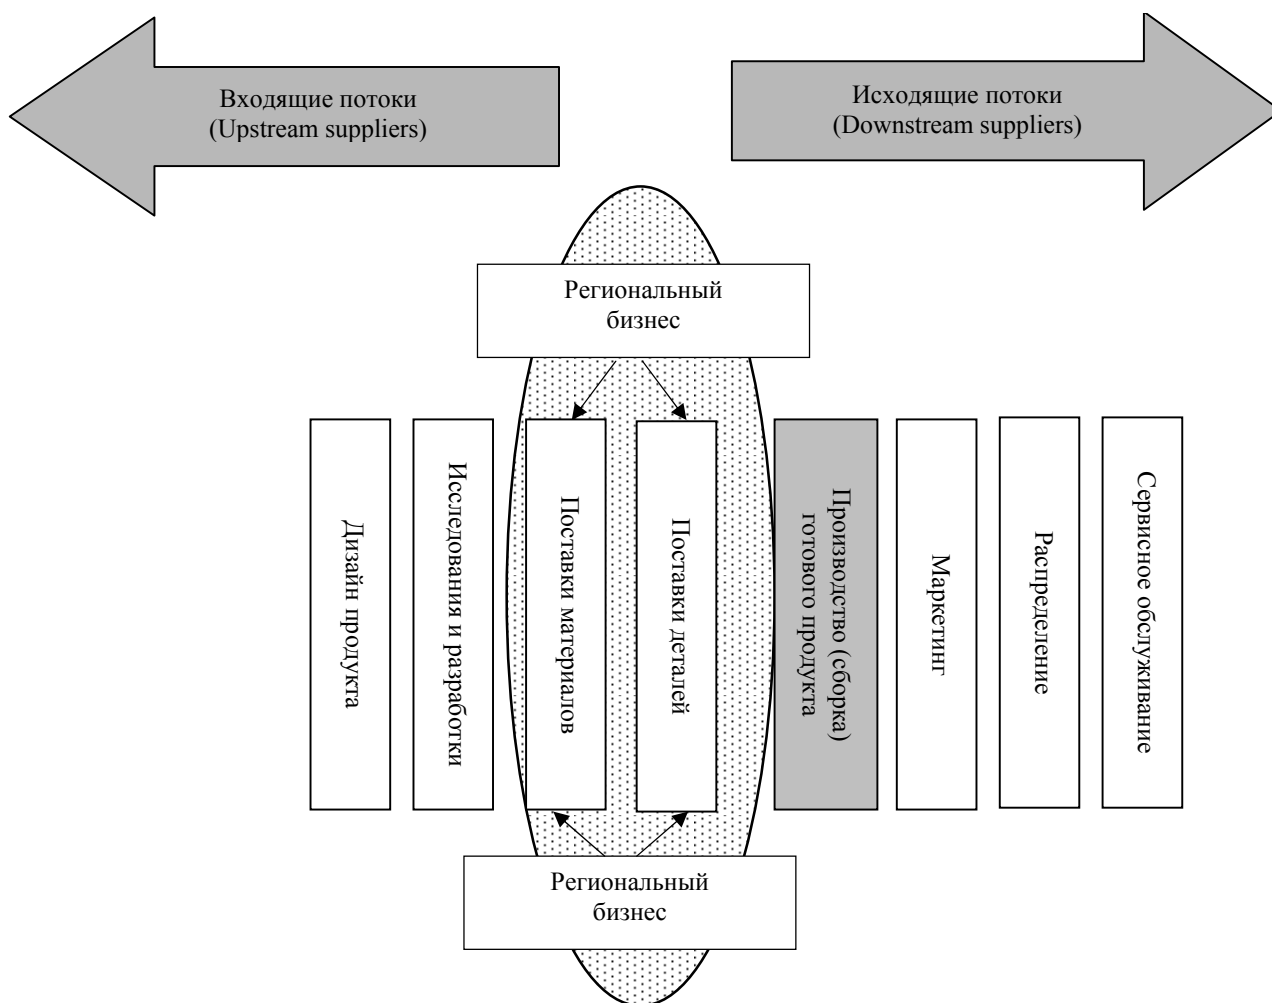 Входящие потоки
(Upstream suppliers)
Исходящие потоки
(Downstream suppliers)
Региональный
бизнес
Дизайн продукта
Исследования и разработки
Поставки материалов
Поставки деталей
Производство (сборка)
готового продукта
Маркетинг
Распределение
Сервисное обслуживание
Региональный
бизнес